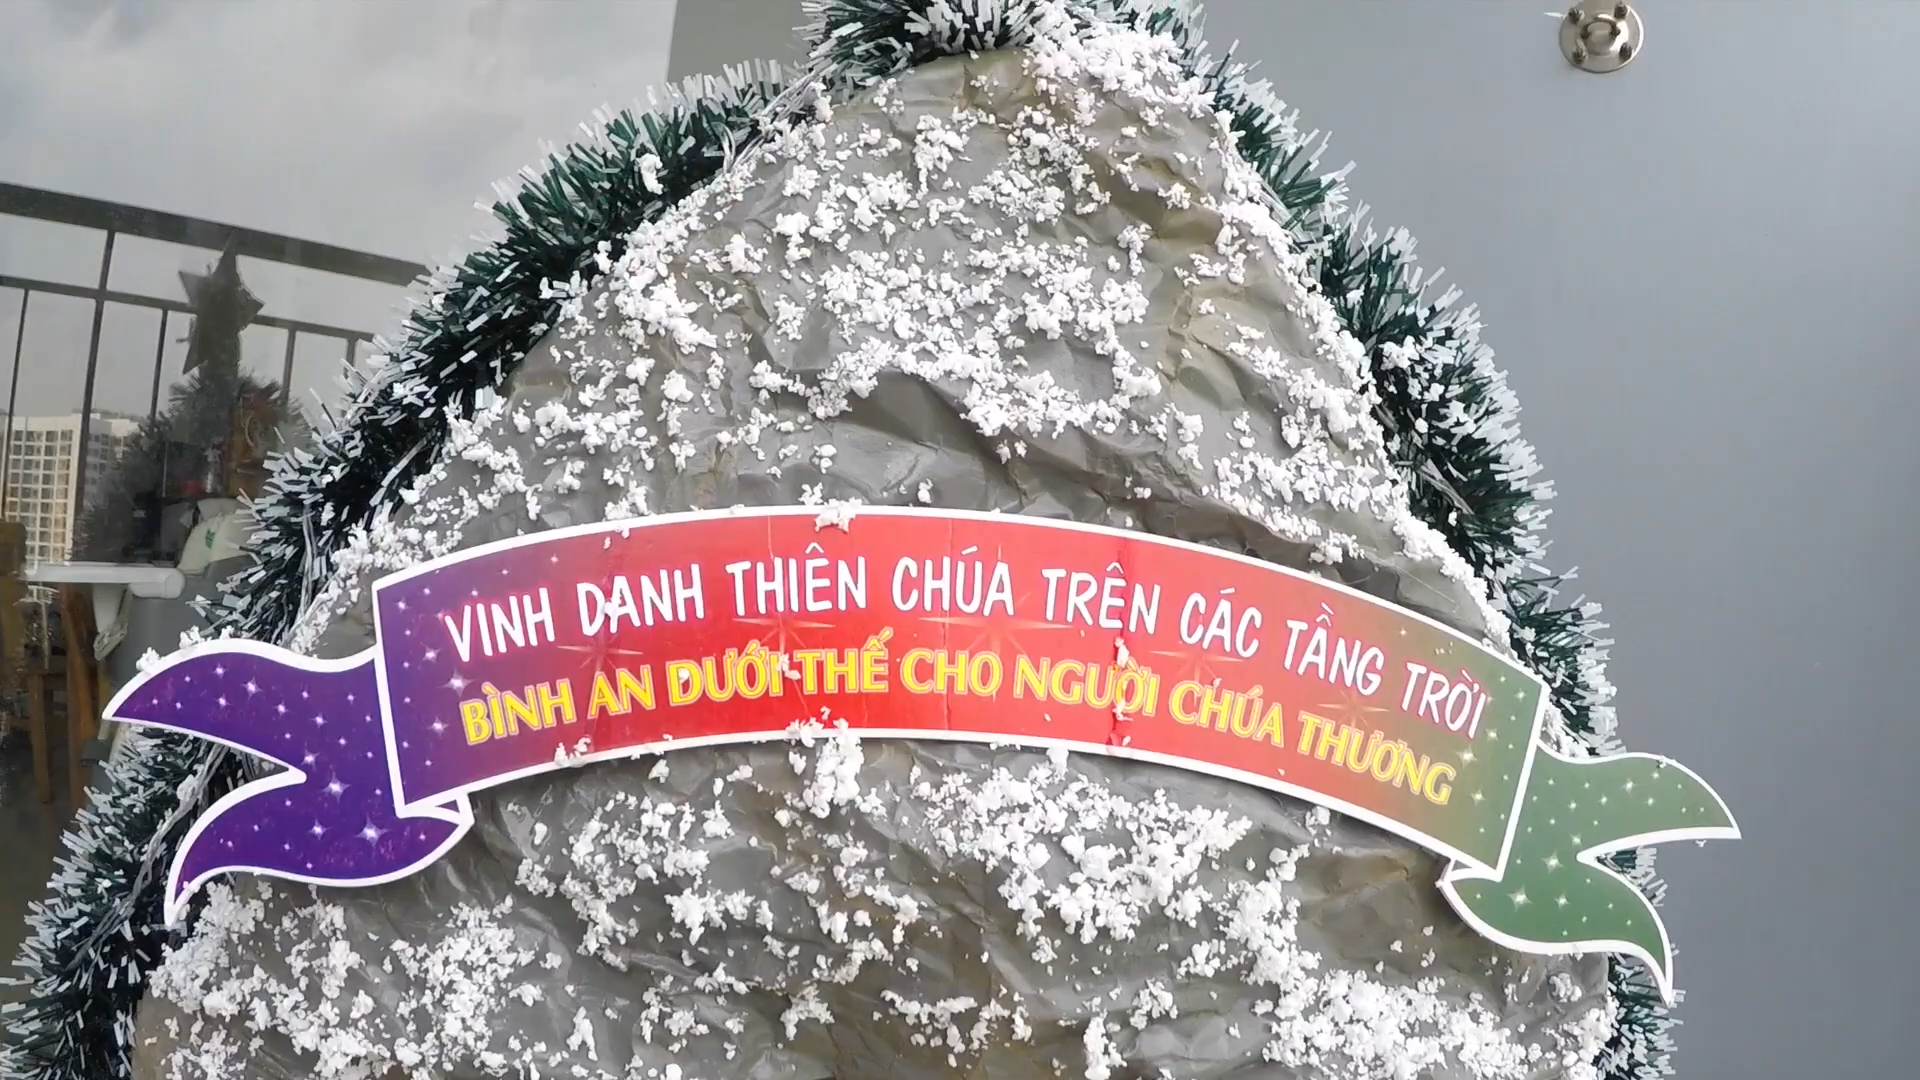 VINH DANH THIÊN CHÚA TRÊN CÁC TẦNG TRỜI
BÌNH AN DƯỚI THẾ CHO NGƯỜI CHÚA THƯƠNG